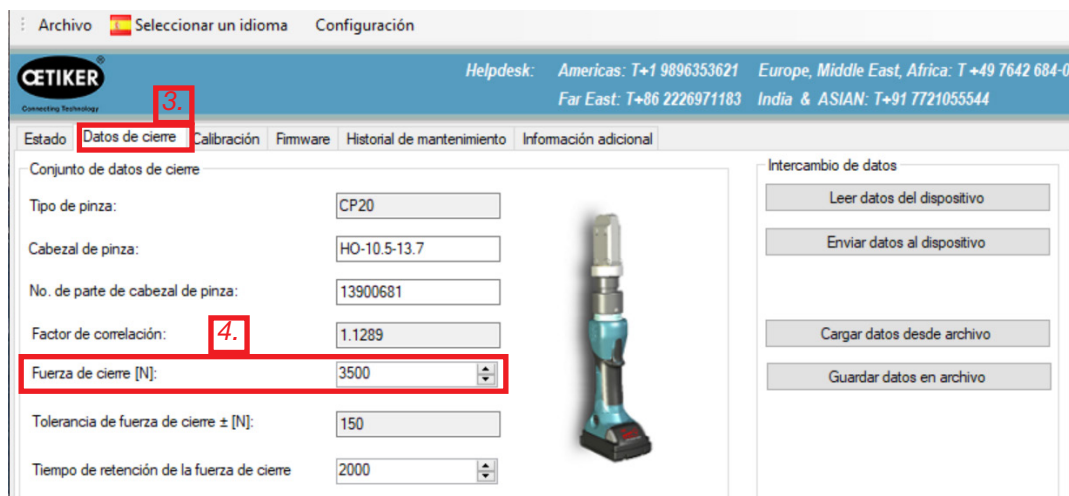 Archivo Seleccionar un idioma Configuración
ŒTIKER
®
Connecting Technology
Helpdesk: Americas: T+1 9896353621 Europe, Middle East, Africa: T +49 7642 684-0
Far East: T+86 2226971183 India & ASIAN: T+91 7721055544
3.
Estado Datos de cierre Calibración Firmware Historial de mantenimiento Información adicional
Conjunto de datos de cierre
Tipo de pinza: CP20
Cabezal de pinza: HO-10.5-13.7
No. de parte de cabezal de pinza: 13900681
Factor de correlación: 1.1289
4.
Fuerza de cierre [N]: 3500
Tolerancia de fuerza de cierre ± [N]: 150
Tiempo de retención de la fuerza de cierre 2000
Intercambio de datos
Leer datos del dispositivo
Enviar datos al dispositivo
Cargar datos desde archivo
Guardar datos en archivo